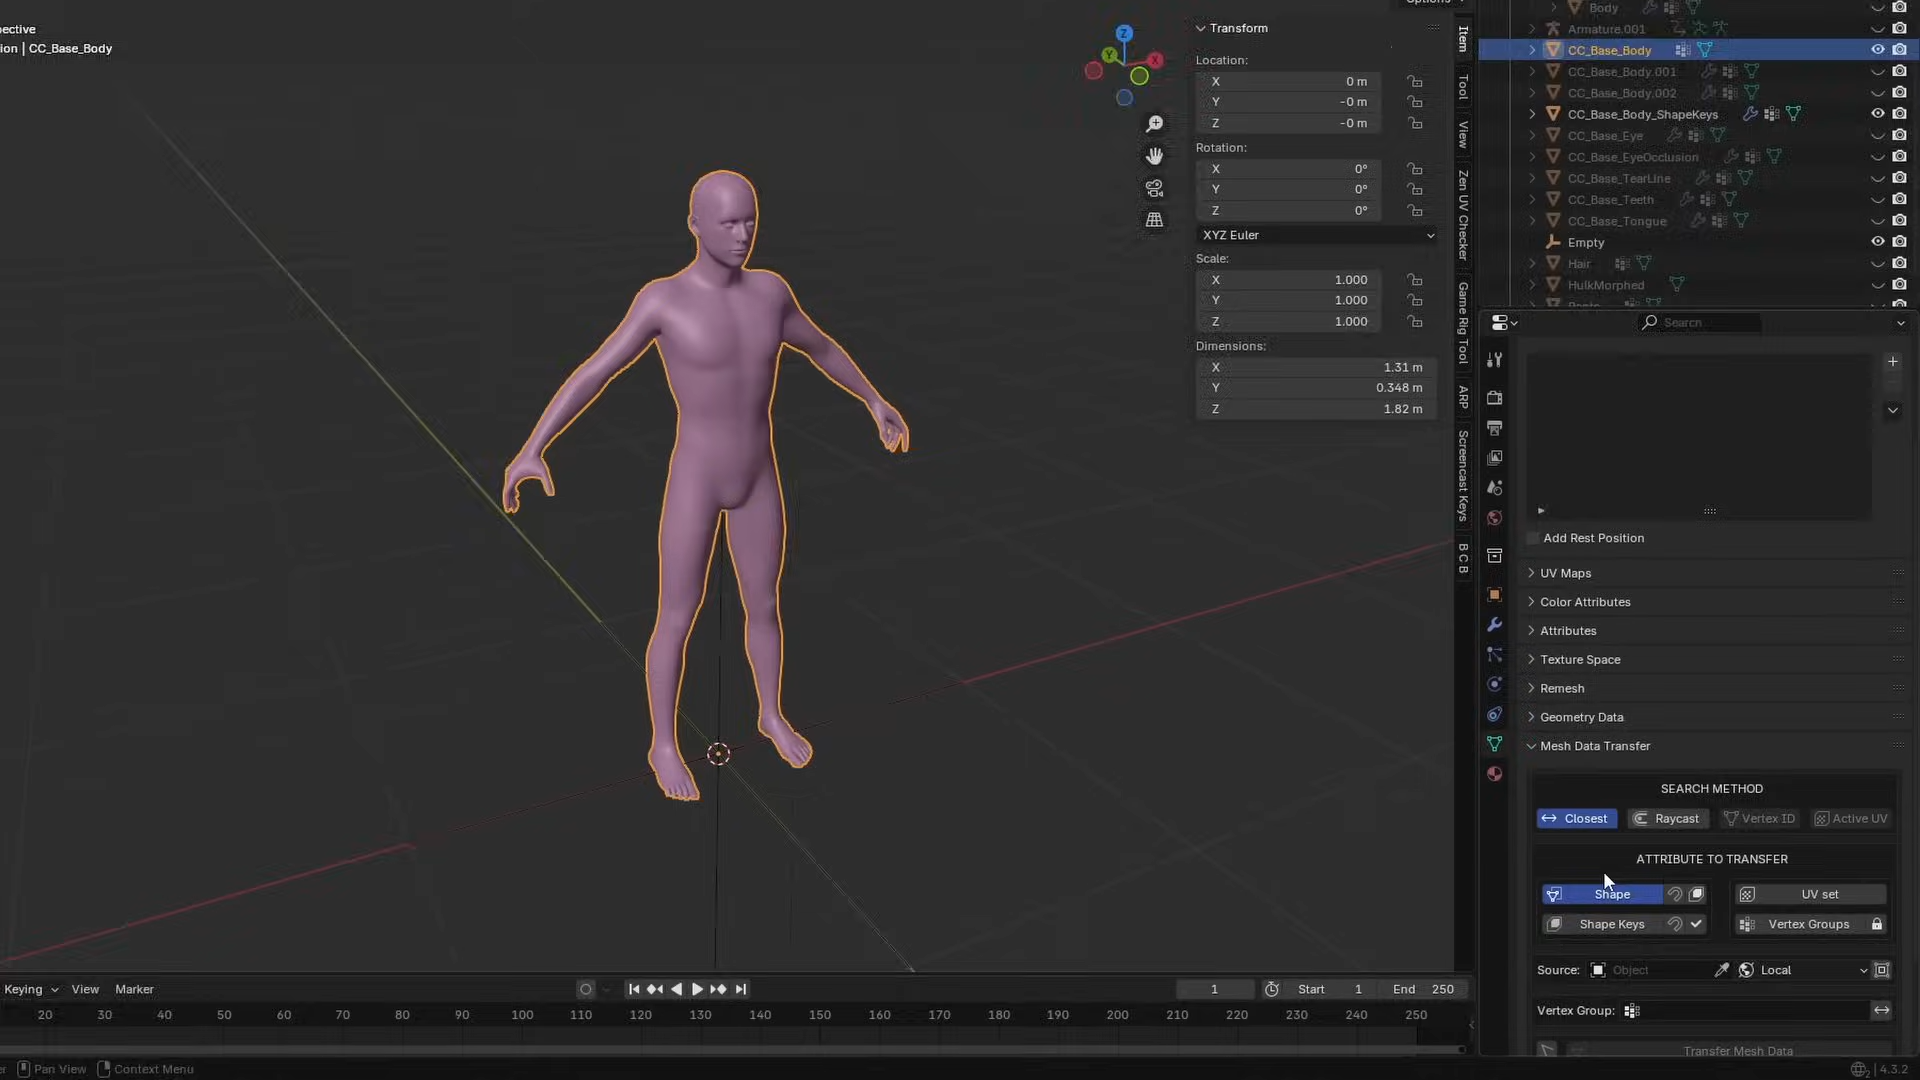 Options
ective
ion | CC_Base_Body
Z
Y
X
Transform
Location:
X 0 m
Y -0 m
Z -0 m
Rotation:
X 0°
Y 0°
Z 0°
XYZ Euler
Scale:
X 1.000
Y 1.000
Z 1.000
Dimensions:
X 1.31 m
Y 0.348 m
Z 1.82 m
Item
Tool
View
Zen UV Checker
Game Rig Tool
ARP
Screencast Keys
B C B
Body
Armature.001
CC_Base_Body
CC_Base_Body.001
CC_Base_Body.002
CC_Base_Body_ShapeKeys
CC_Base_Eye
CC_Base_EyeOcclusion
CC_Base_TearLine
CC_Base_Teeth
CC_Base_Tongue
Empty
Hair
HulkMorphed
Search
Add Rest Position
UV Maps
Color Attributes
Attributes
Texture Space
Remesh
Geometry Data
Mesh Data Transfer
SEARCH METHOD
Closest Raycast Vertex ID Active UV
ATTRIBUTE TO TRANSFER
Shape UV set
Shape Keys Vertex Groups
Source: Object Local
Vertex Group:
Transfer Mesh Data
Keying View Marker 1 Start 1 End 250
20 30 40 50 60 70 80 90 100 110 120 130 140 150 160 170 180 190 200 210 220 230 240 250
Pan View Context Menu 4.3.2